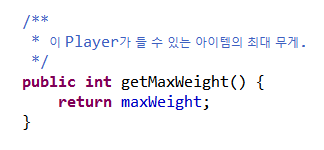 /**
 * 이 Player가 들 수 있는 아이템의 최대 무게.
 */
public int getMaxWeight() {
    return maxWeight;
}